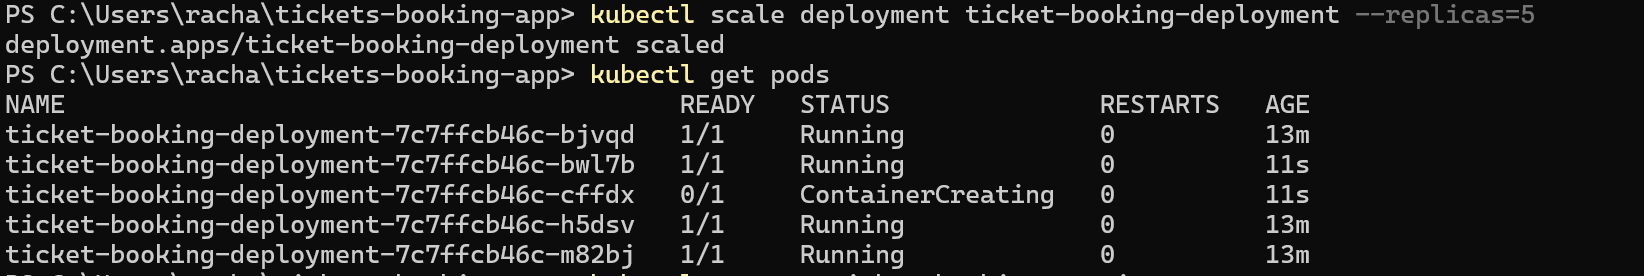 PS C:\Users\racha\tickets-booking-app> kubectl scale deployment ticket-booking-deployment --replicas=5
deployment.apps/ticket-booking-deployment scaled
PS C:\Users\racha\tickets-booking-app> kubectl get pods
NAME READY STATUS RESTARTS AGE
ticket-booking-deployment-7c7ffcb46c-bjvqd 1/1 Running 0 13m
ticket-booking-deployment-7c7ffcb46c-bwl7b 1/1 Running 0 11s
ticket-booking-deployment-7c7ffcb46c-cffdx 0/1 ContainerCreating 0 11s
ticket-booking-deployment-7c7ffcb46c-h5dsv 1/1 Running 0 13m
ticket-booking-deployment-7c7ffcb46c-m82bj 1/1 Running 0 13m